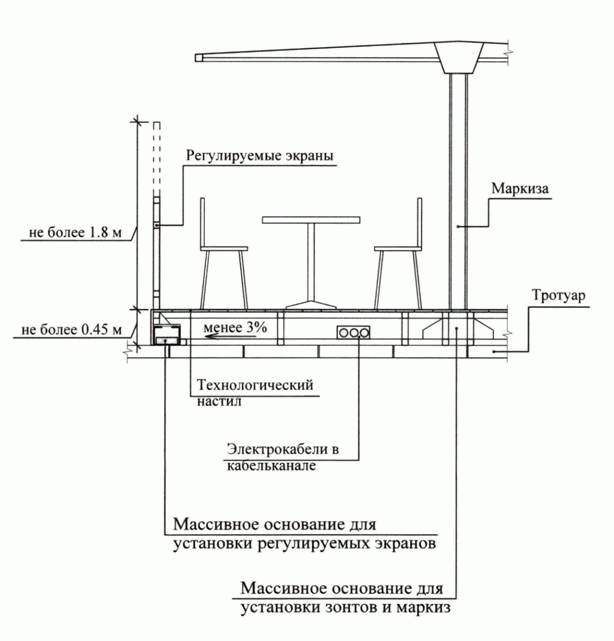 Регулируемые экраны
Маркиза
не более 1.8 м
Тротуар
не более 0.45 м
менее 3%
Технологический
настил
Электрокабели в
кабельканале
Массивное основание для
установки регулируемых экранов
Массивное основание для
установки зонтов и маркиз